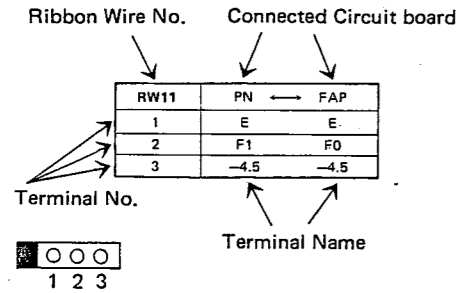 Ribbon Wire No. Connected Circuit board
RW11 PN ⟷ FAP
1 E E
2 F1 F0
3 −4.5 −4.5
Terminal No.
Terminal Name
1 2 3